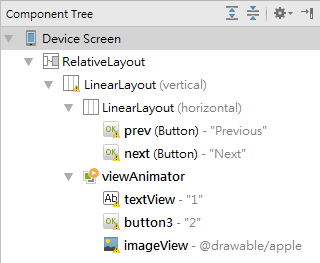 Component Tree
Device Screen
RelativeLayout
LinearLayout (vertical)
LinearLayout (horizontal)
OK prev (Button) - "Previous"
OK next (Button) - "Next"
viewAnimator
Ab textView - "1"
OK button3 - "2"
imageView - @drawable/apple